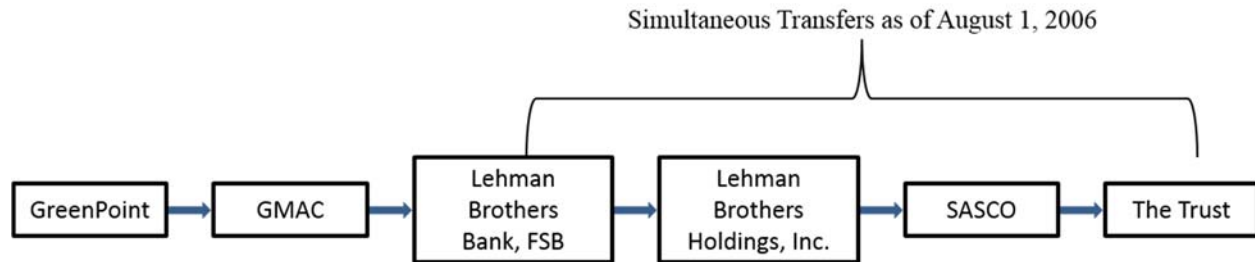 Simultaneous Transfers as of August 1, 2006
GreenPoint
GMAC
Lehman
Brothers
Bank, FSB
Lehman
Brothers
Holdings, Inc.
SASCO
The Trust